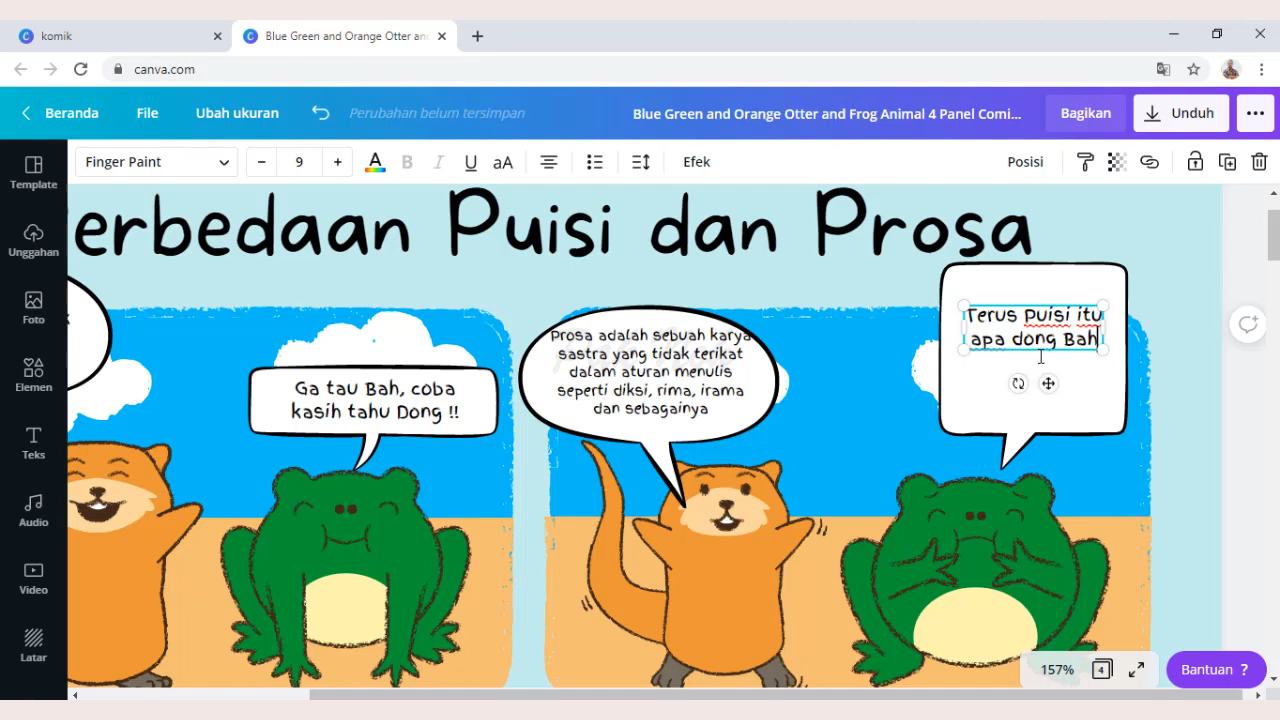 komik
Blue Green and Orange Otter and
canva.com
Beranda
File
Ubah ukuran
Perubahan belum tersimpan
Blue Green and Orange Otter and Frog Animal 4 Panel Comi...
Bagikan
Unduh
Finger Paint
9
A
B
I
U
aA
Efek
Posisi
Template
Unggahan
Foto
Elemen
Teks
Audio
Video
Latar
erbedaan Puisi dan Prosa
Ga tau Bah, coba
kasih tahu Dong !!
Prosa adalah sebuah karya
sastra yang tidak terikat
dalam aturan menulis
seperti diksi, rima, irama
dan sebagainya
Terus Puisi itu
apa dong Bah
157%
4
Bantuan ?